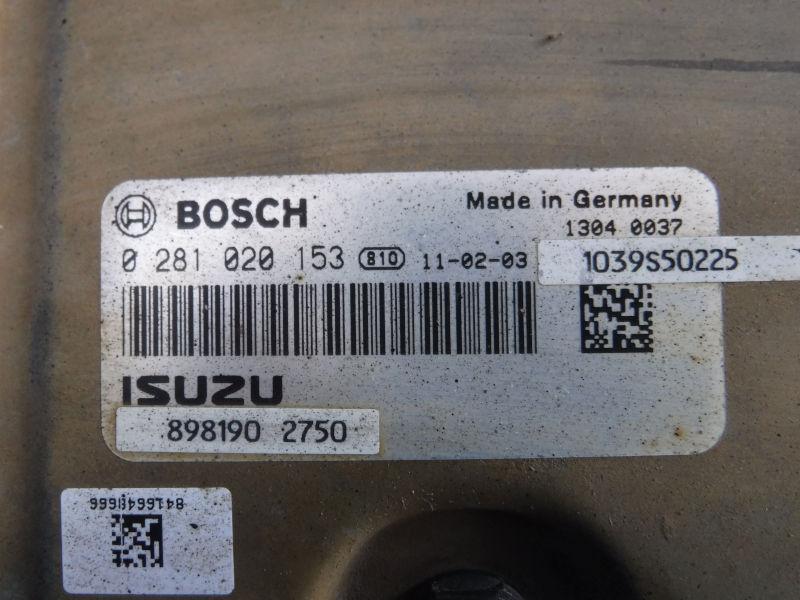 BOSCH
Made in Germany
1304 0037
0 281 020 153 810 11-02-03
1039S50225
ISUZU
898190 2750